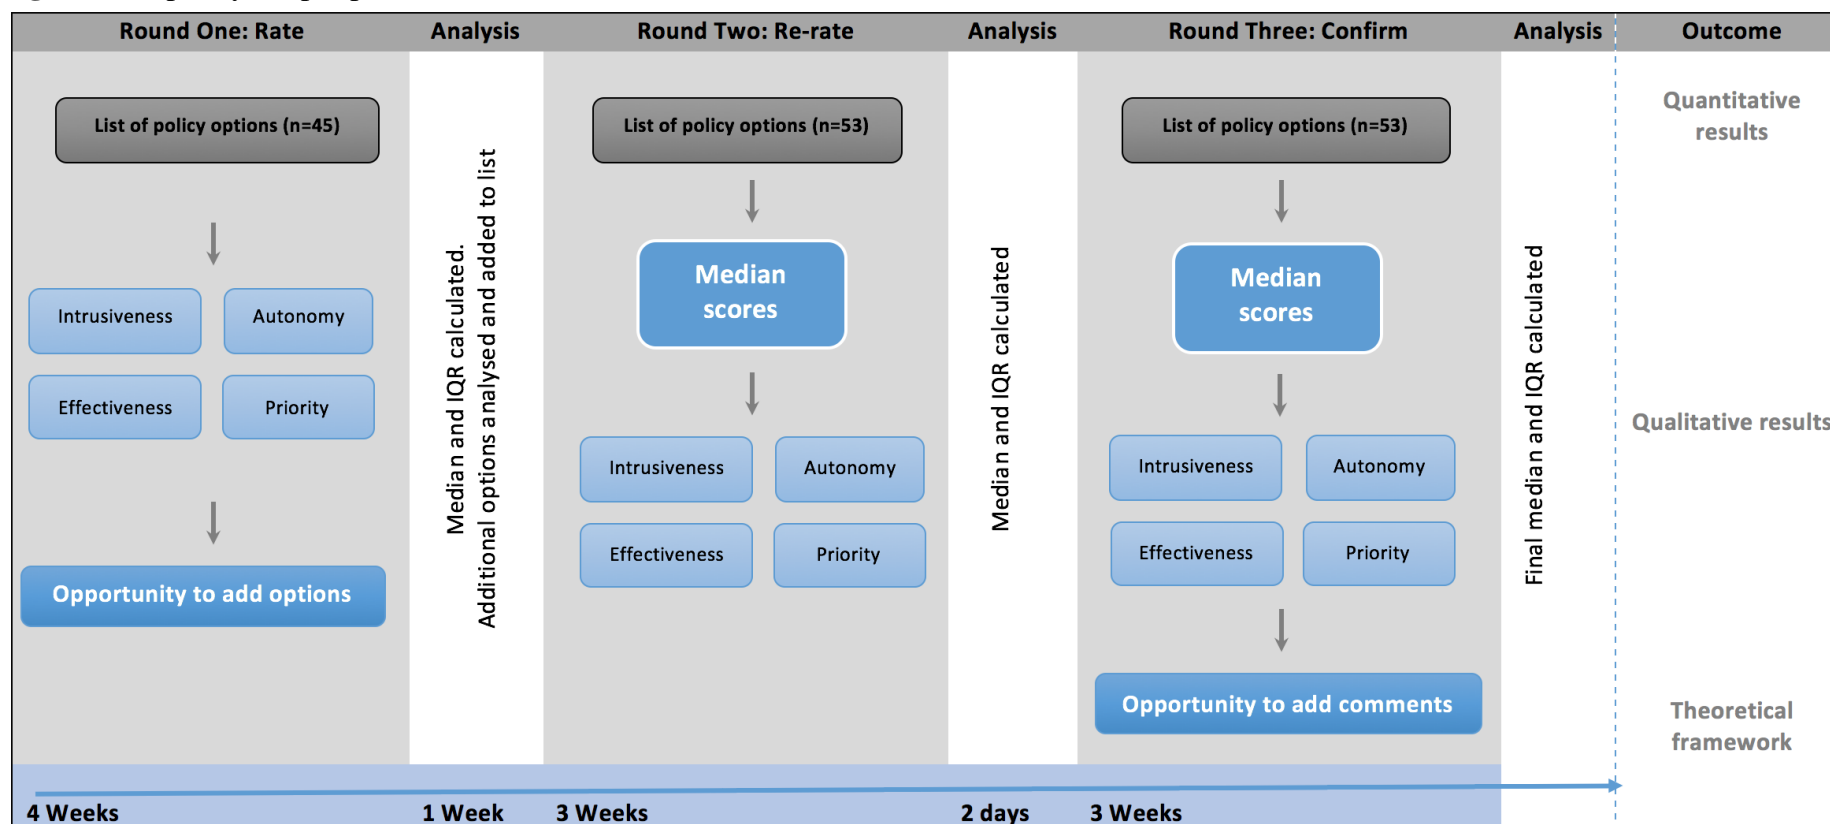 Round One: Rate
Analysis
Round Two: Re-rate
Analysis
Round Three: Confirm
Analysis
Outcome
List of policy options (n=45)
Intrusiveness
Autonomy
Effectiveness
Priority
Opportunity to add options
Median and IQR calculated.
Additional options analysed and added to list
List of policy options (n=53)
Median
scores
Intrusiveness
Autonomy
Effectiveness
Priority
Median and IQR calculated
List of policy options (n=53)
Median
scores
Intrusiveness
Autonomy
Effectiveness
Priority
Opportunity to add comments
Final median and IQR calculated
Quantitative
results
Qualitative results
Theoretical
framework
4 Weeks
1 Week
3 Weeks
2 days
3 Weeks